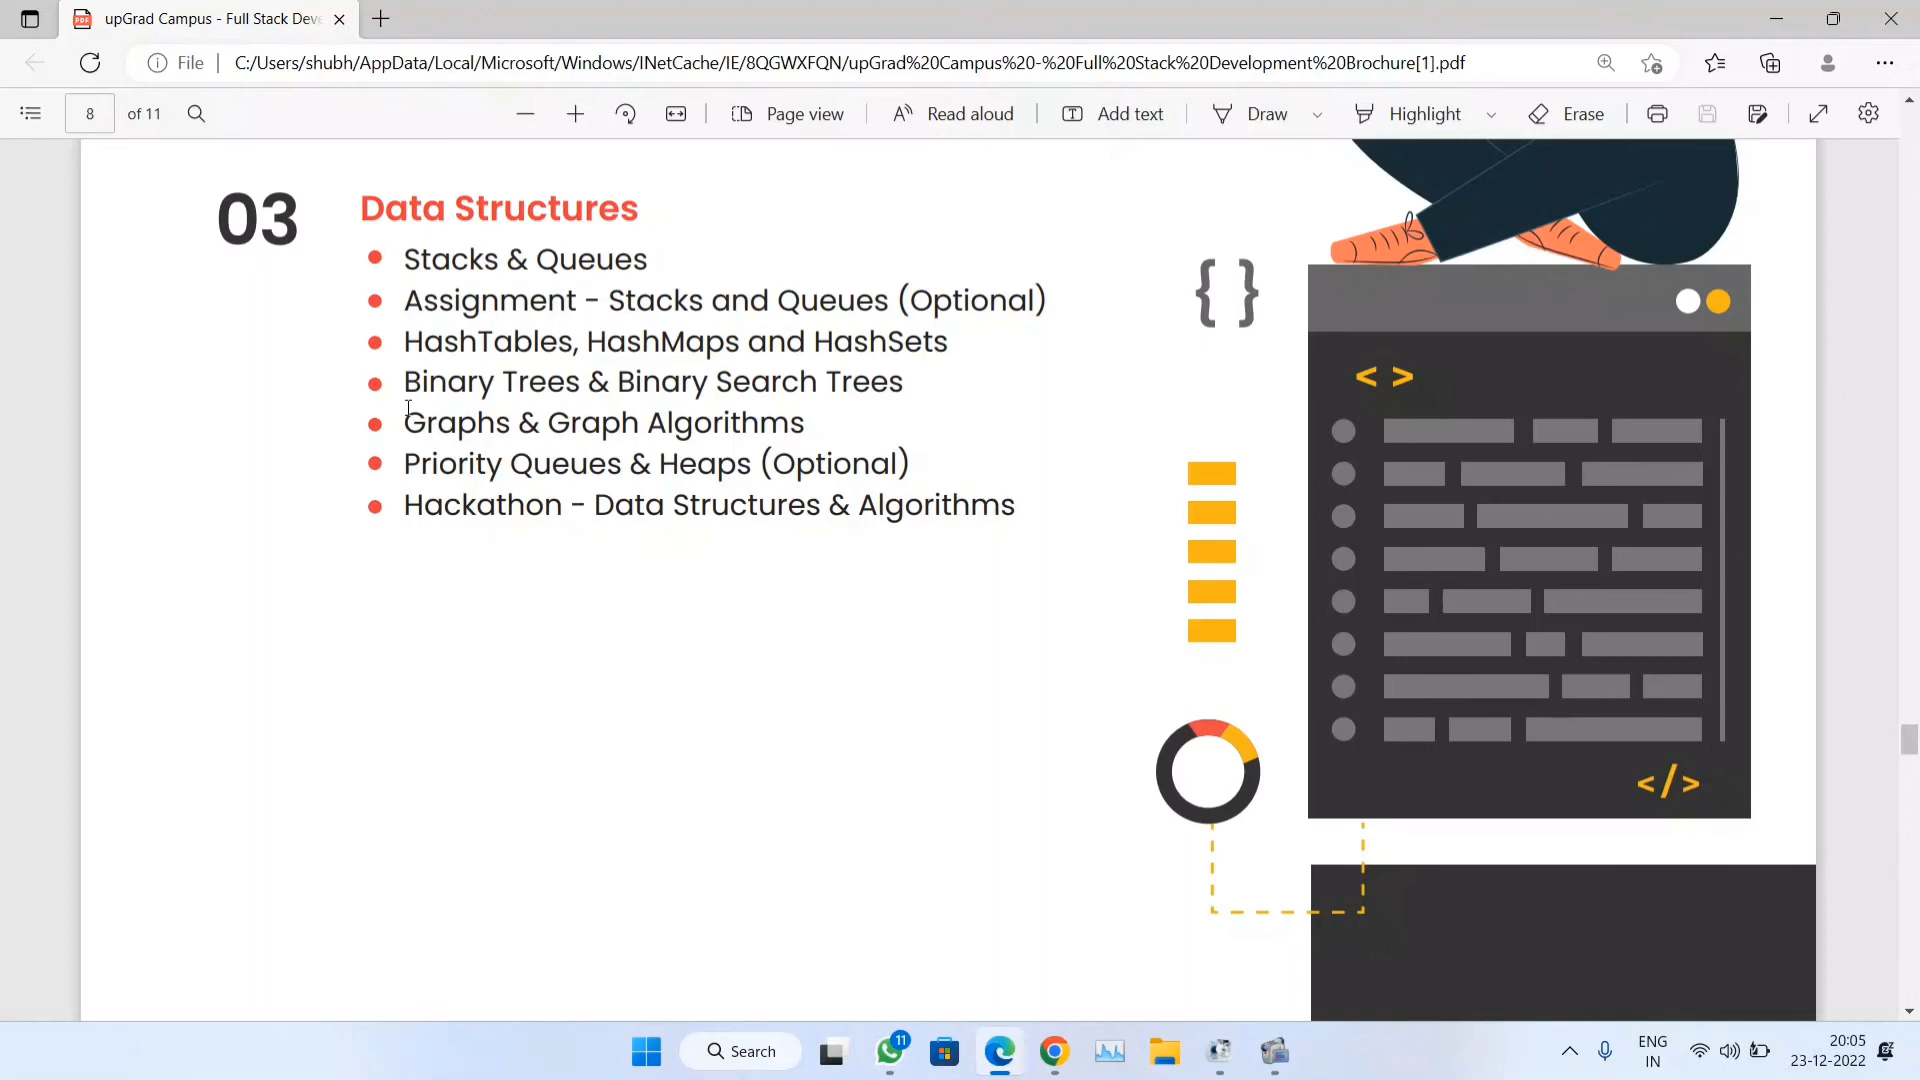 upGrad Campus - Full Stack Deve
File
C:/Users/shubh/AppData/Local/Microsoft/Windows/INetCache/IE/8QGWXFQN/upGrad%20Campus%20-%20Full%20Stack%20Development%20Brochure[1].pdf
8 of 11
Page view
Read aloud
Add text
Draw
Highlight
Erase
03
Data Structures
Stacks & Queues
Assignment - Stacks and Queues (Optional)
HashTables, HashMaps and HashSets
Binary Trees & Binary Search Trees
Graphs & Graph Algorithms
Priority Queues & Heaps (Optional)
Hackathon - Data Structures & Algorithms
{ }
< >
</>
Search
11
ENG
IN
20:05
23-12-2022